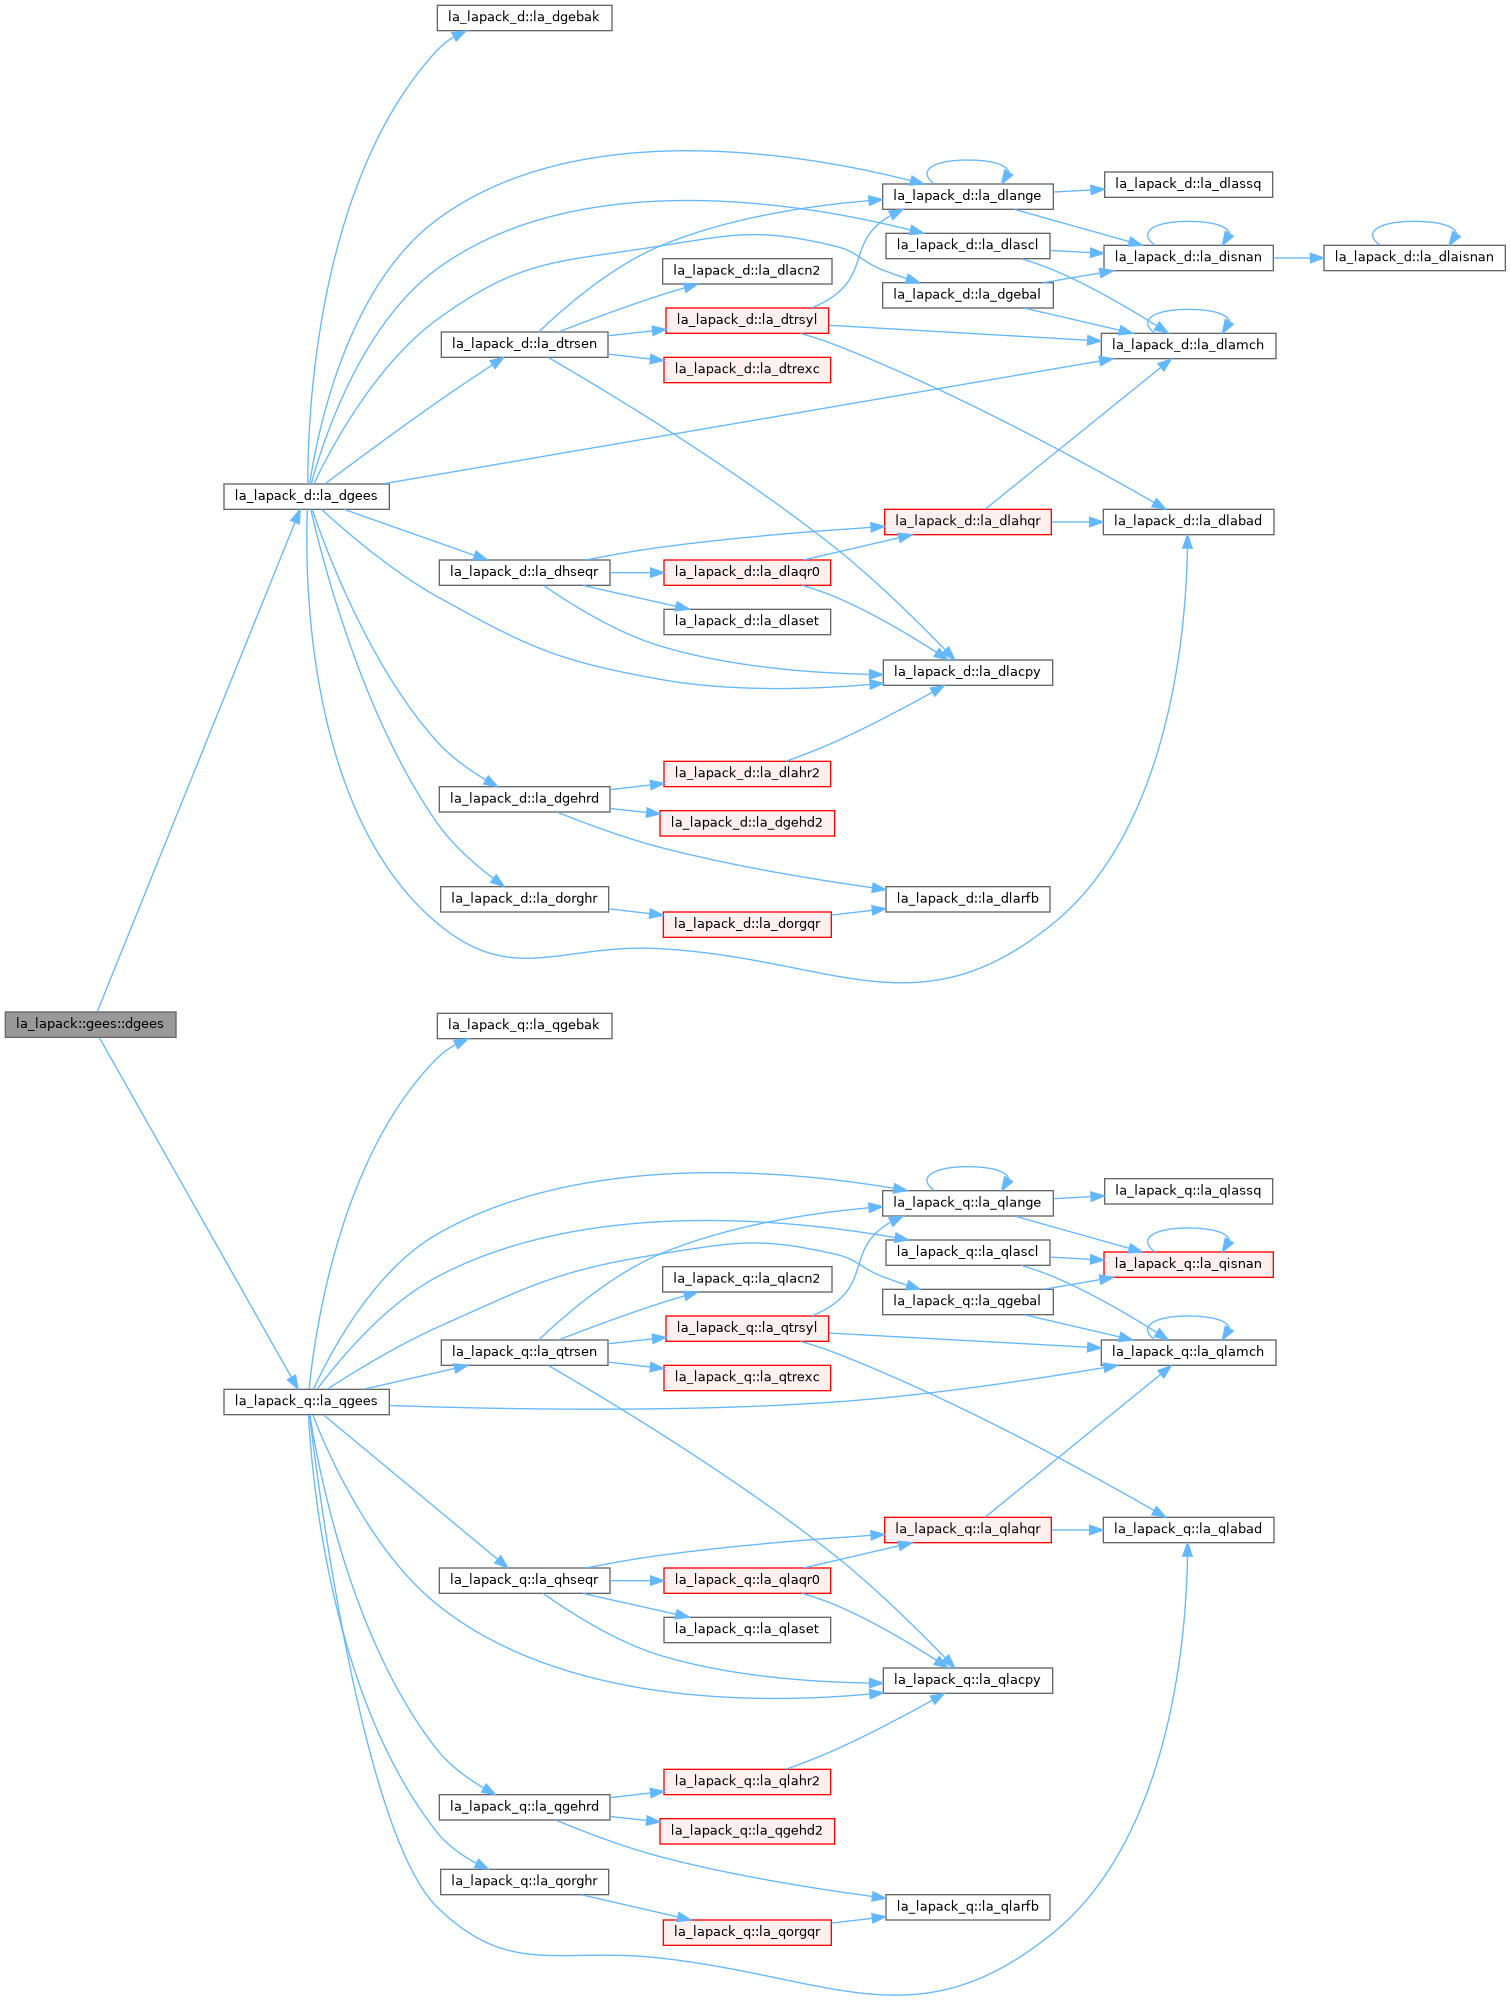 la_lapack_d::la_dgebak
la_lapack_d::la_dlassq
la_lapack_d::la_dlange
la_lapack_d::la_dlascl
la_lapack_d::la_disnan
la_lapack_d::la_dlaisnan
la_lapack_d::la_dlacn2
la_lapack_d::la_dgebal
la_lapack_d::la_dtrsyl
la_lapack_d::la_dtrsen
la_lapack_d::la_dlamch
la_lapack_d::la_dtrexc
la_lapack_d::la_dgees
la_lapack_d::la_dlahqr
la_lapack_d::la_dlabad
la_lapack_d::la_dhseqr
la_lapack_d::la_dlaqr0
la_lapack_d::la_dlaset
la_lapack_d::la_dlacpy
la_lapack_d::la_dlahr2
la_lapack_d::la_dgehrd
la_lapack_d::la_dgehd2
la_lapack_d::la_dorghr
la_lapack_d::la_dlarfb
la_lapack_d::la_dorgqr
la_lapack::gees::dgees
la_lapack_q::la_qgebak
la_lapack_q::la_qlassq
la_lapack_q::la_qlange
la_lapack_q::la_qlascl
la_lapack_q::la_qisnan
la_lapack_q::la_qlacn2
la_lapack_q::la_qgebal
la_lapack_q::la_qtrsyl
la_lapack_q::la_qtrsen
la_lapack_q::la_qlamch
la_lapack_q::la_qtrexc
la_lapack_q::la_qgees
la_lapack_q::la_qlahqr
la_lapack_q::la_qlabad
la_lapack_q::la_qhseqr
la_lapack_q::la_qlaqr0
la_lapack_q::la_qlaset
la_lapack_q::la_qlacpy
la_lapack_q::la_qlahr2
la_lapack_q::la_qgehrd
la_lapack_q::la_qgehd2
la_lapack_q::la_qorghr
la_lapack_q::la_qlarfb
la_lapack_q::la_qorgqr